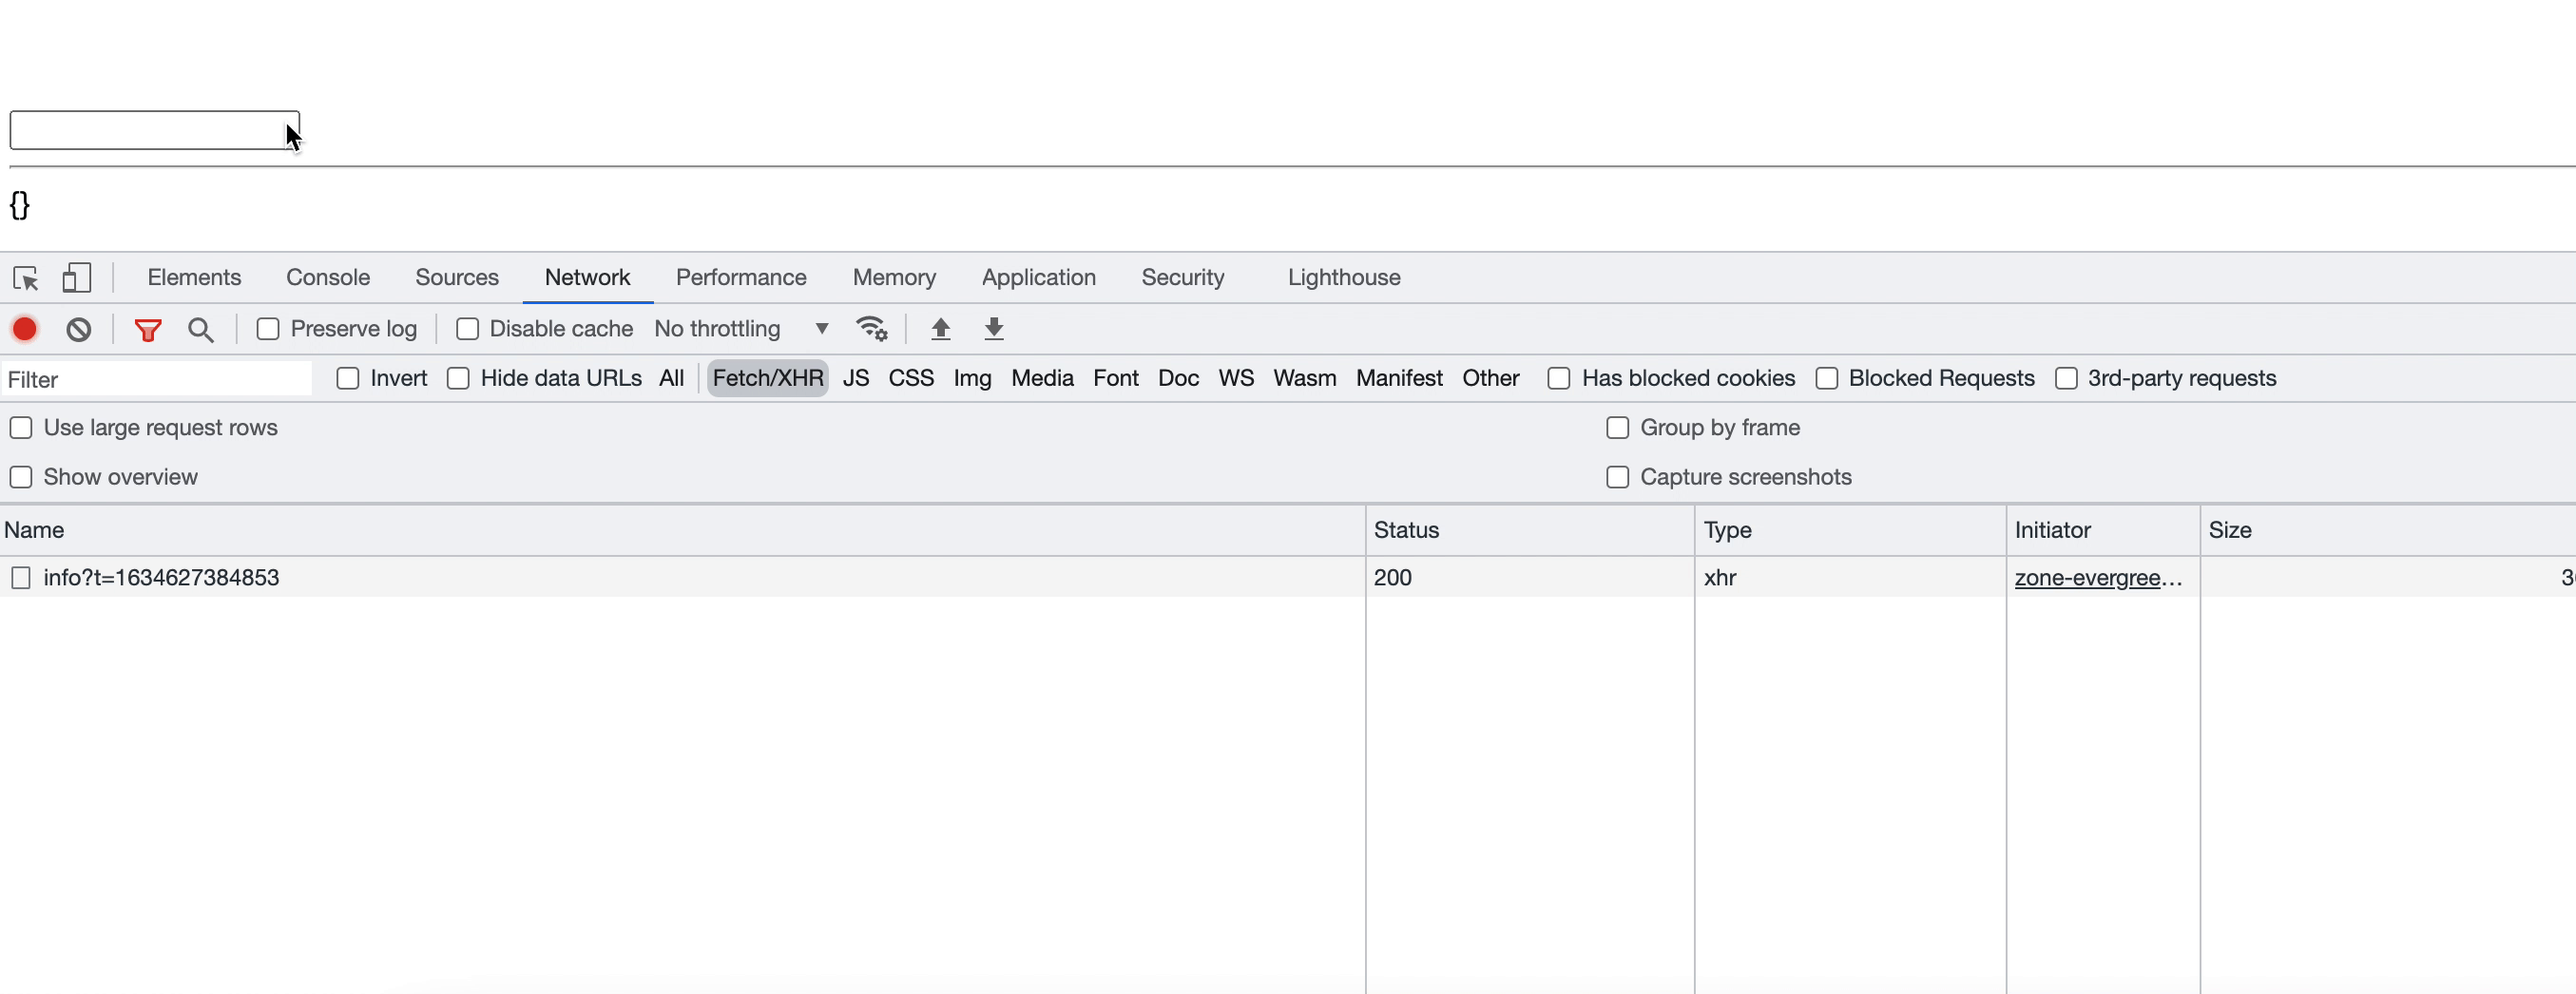 {}
Elements Console Sources Network Performance Memory Application Security Lighthouse
Preserve log Disable cache No throttling
Filter Invert Hide data URLs All Fetch/XHR JS CSS Img Media Font Doc WS Wasm Manifest Other Has blocked cookies Blocked Requests 3rd-party requests
Use large request rows Group by frame
Show overview Capture screenshots
Name Status Type Initiator Size
info?t=1634627384853 200 xhr zone-evergree...